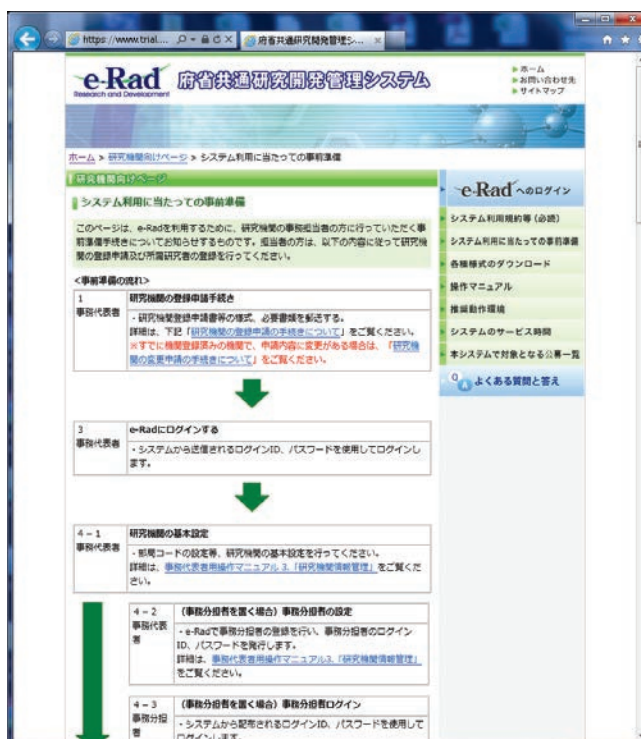 https://www.trial....
府省共通研究開発管理シ...
e-Rad
Research and Development
府省共通研究開発管理システム
ホーム
お問い合わせ先
サイトマップ
ホーム > 研究機関向けページ > システム利用に当たっての事前準備
研究機関向けページ
システム利用に当たっての事前準備
このページは、e-Radを利用するために、研究機関の事務担当者の方に行っていただく事
前準備手続きについてお知らせするものです。担当者の方は、以下の内容に従って研究機
関の登録申請及び所属研究者の登録を行ってください。
<事前準備の流れ>
1
事務代表者
研究機関の登録申請手続き
・研究機関登録申請書等の様式、必要書類を郵送する。
詳細は、下記「研究機関の登録申請の手続きについて」をご覧ください。
※すでに機関登録済みの機関で、申請内容に変更がある場合は、「研究機
関の変更申請の手続きについて」をご覧ください。
3
事務代表者
e-Radにログインする
・システムから送信されるログインID、パスワードを使用してログインし
ます。
4-1
事務代表者
研究機関の基本設定
・部局コードの設定等、研究機関の基本設定を行ってください。
詳細は、事務代表者用操作マニュアル 3.「研究機関情報管理」をご覧くだ
さい。
4-2
事務代表
者
(事務分担者を置く場合) 事務分担者の設定
・e-Radで事務分担者の登録を行い、事務分担者のログイン
ID、パスワードを発行します。
詳細は、事務代表者用操作マニュアル3.「研究機関情報管理」
をご覧ください。
4-3
事務分担
者
(事務分担者を置く場合) 事務分担者ログイン
・システムから配布されるログインID、パスワードを使用して
ログインします。
e-Radへのログイン
システム利用規約等(必読)
システム利用に当たっての事前準備
各種様式のダウンロード
操作マニュアル
推奨動作環境
システムのサービス時間
本システムで対象となる公募一覧
Q A よくある質問と答え